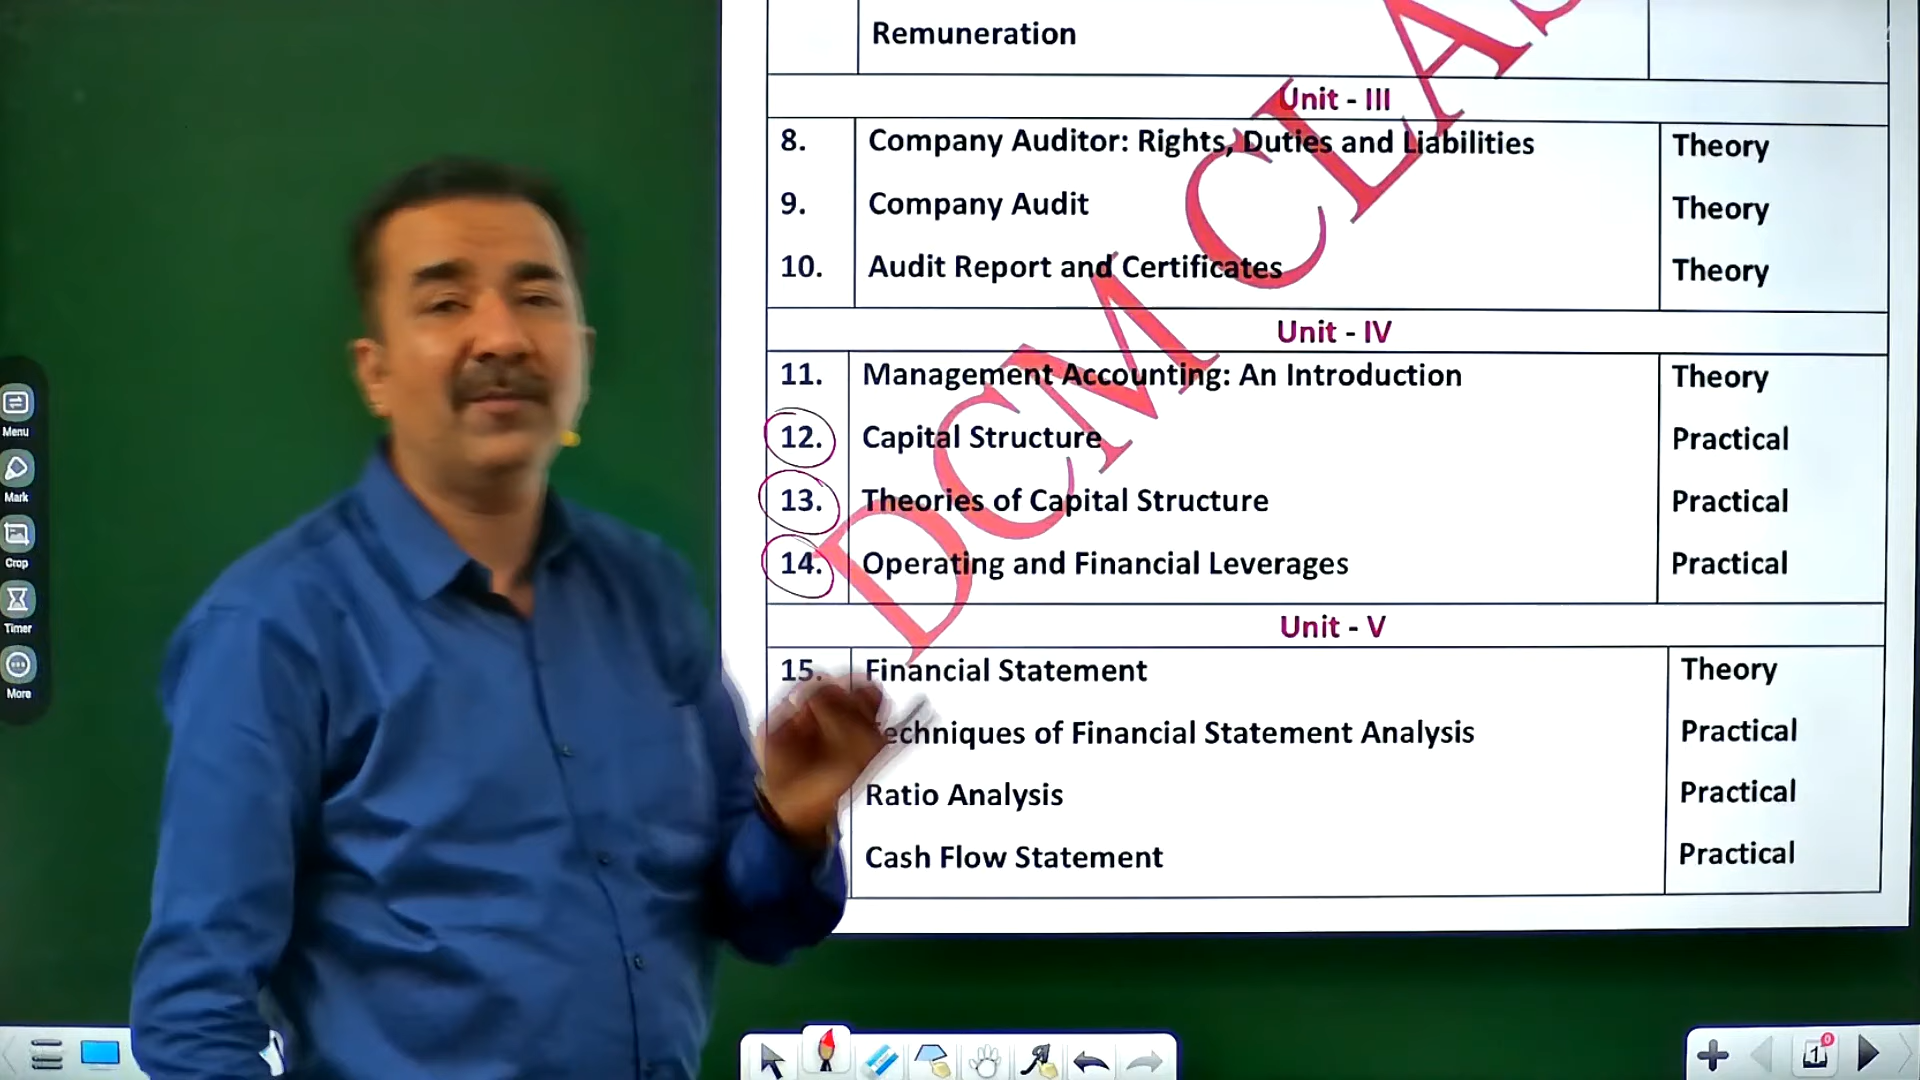 Remuneration
Unit - III
8. Company Auditor: Rights, Duties and Liabilities Theory
9. Company Audit Theory
10. Audit Report and Certificates Theory
Unit - IV
11. Management Accounting: An Introduction Theory
12. Capital Structure Practical
13. Theories of Capital Structure Practical
14. Operating and Financial Leverages Practical
Unit - V
15. Financial Statement Theory
of Financial Statement Analysis Practical
Ratio Analysis Practical
Cash Flow Statement Practical
DCM
Menu
Mark
Crop
Timer
More
1
0